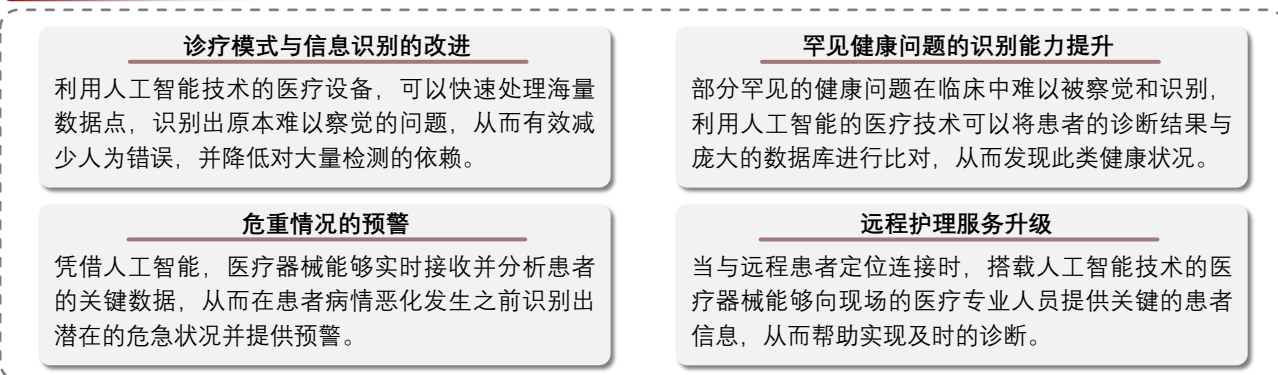 诊疗模式与信息识别的改进
利用人工智能技术的医疗设备，可以快速处理海量
数据点，识别出原本难以察觉的问题，从而有效减
少人为错误，并降低对大量检测的依赖。
罕见健康问题的识别能力提升
部分罕见的健康问题在临床中难以被察觉和识别，
利用人工智能的医疗技术可以将患者的诊断结果与
庞大的数据库进行比对，从而发现此类健康状况。
危重情况的预警
凭借人工智能，医疗器械能够实时接收并分析患者
的关键数据，从而在患者病情恶化发生之前识别出
潜在的危急状况并提供预警。
远程护理服务升级
当与远程患者定位连接时，搭载人工智能技术的医
疗器械能够向现场的医疗专业人员提供关键的患者
信息，从而帮助实现及时的诊断。